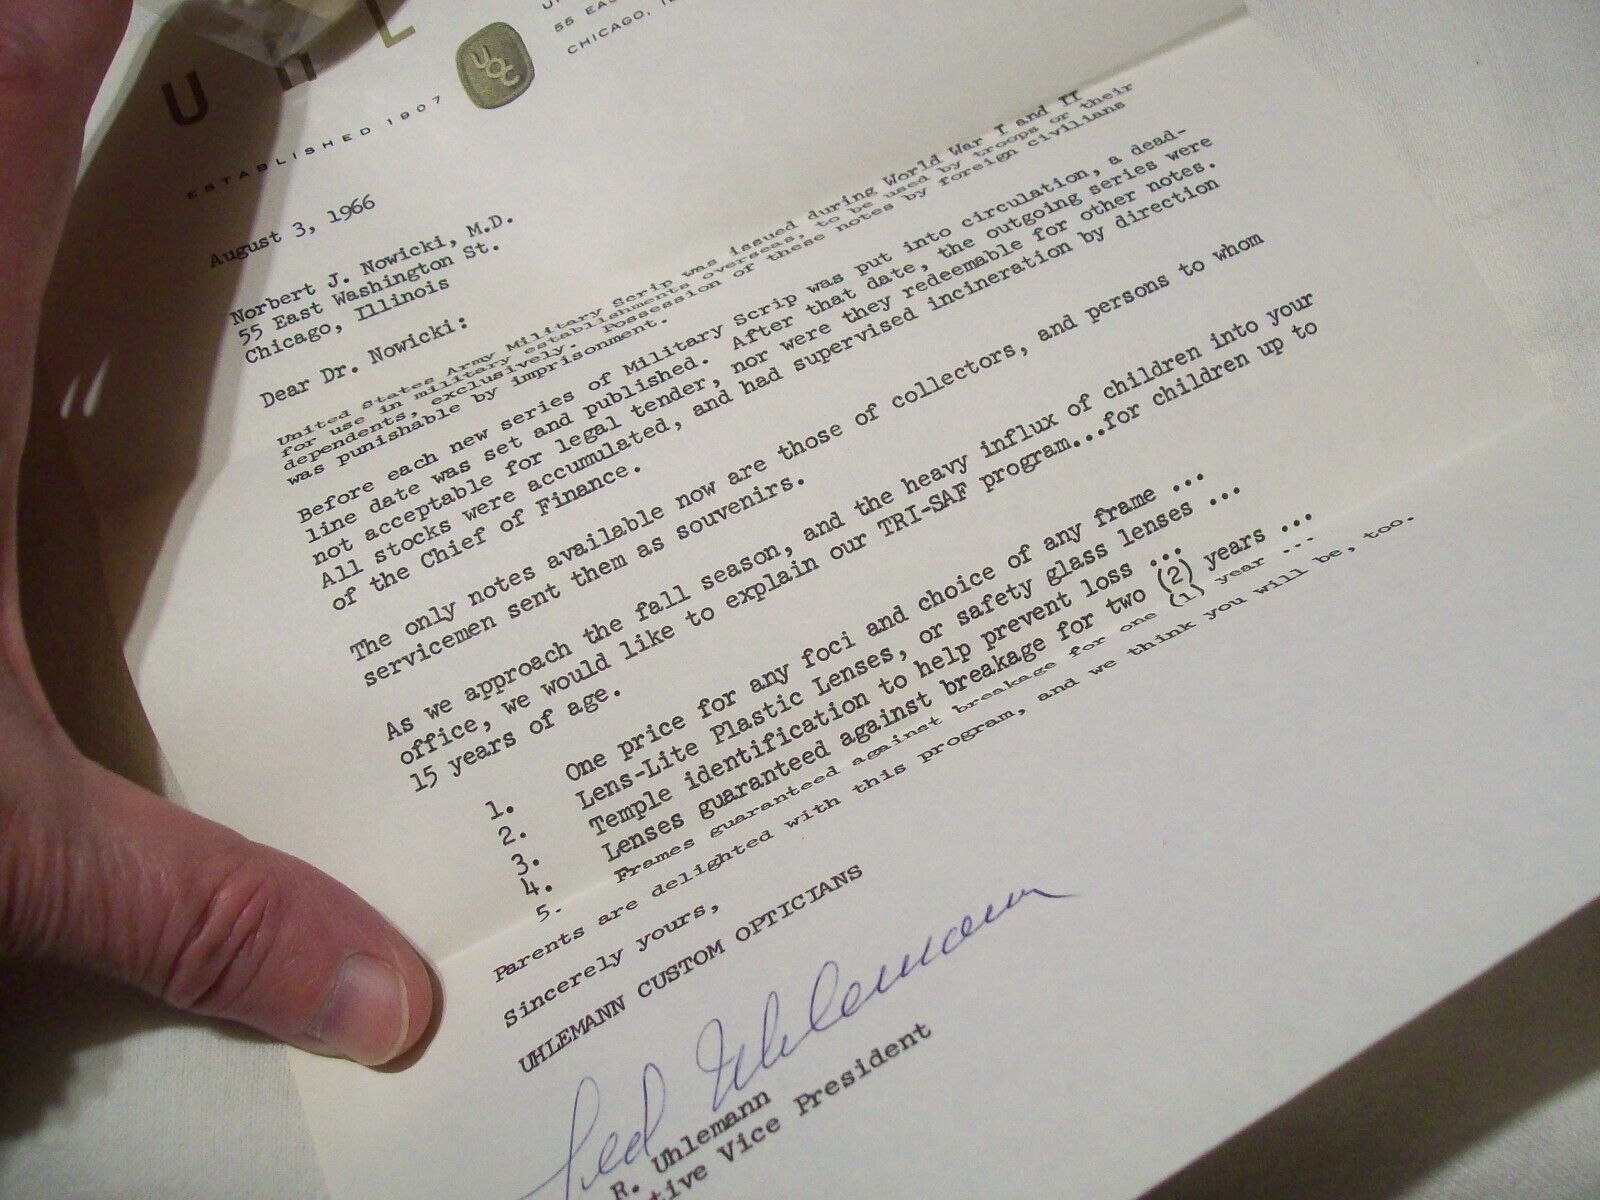 U h L
UOC
55 EAS
CHICAGO, I
ESTABLISHED 1907
August 3, 1966
Norbert J. Nowicki, M.D.
55 East Washington St.
Chicago, Illinois
Dear Dr. Nowicki:
United States Army Military Scrip was issued during World War I and II
for use in military establishments overseas, to be used by troops or their
dependents, exclusively. Possession of these notes by foreign civilians
was punishable by imprisonment.
Before each new series of Military Scrip was put into circulation, a dead-
line date was set and published. After that date, the outgoing series were
not acceptable for legal tender, nor were they redeemable for other notes.
All stocks were accumulated, and had supervised incineration by direction
of the Chief of Finance.
The only notes available now are those of collectors, and persons to whom
servicemen sent them as souvenirs.
As we approach the fall season, and the heavy influx of children into your
office, we would like to explain our TRI-SAF program...for children up to
15 years of age.
1. One price for any foci and choice of any frame ...
2. Lens-Lite Plastic Lenses, or safety glass lenses ...
3. Temple identification to help prevent loss ...
4. Lenses guaranteed against breakage for two (2) years ...
5. Frames guaranteed against breakage for one (1) year ...
Parents are delighted with this program, and we think you will be, too.
Sincerely yours,
UHLEMANN CUSTOM OPTICIANS
Ted Uhlemann
R. Uhlemann
tive Vice President